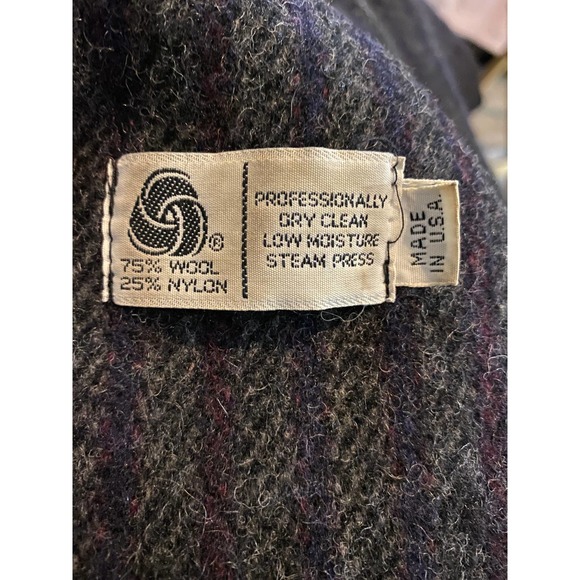 ®
75% WOOL
25% NYLON
PROFESSIONALLY
DRY CLEAN
LOW MOISTURE
STEAM PRESS
MADE
IN U.S.A.